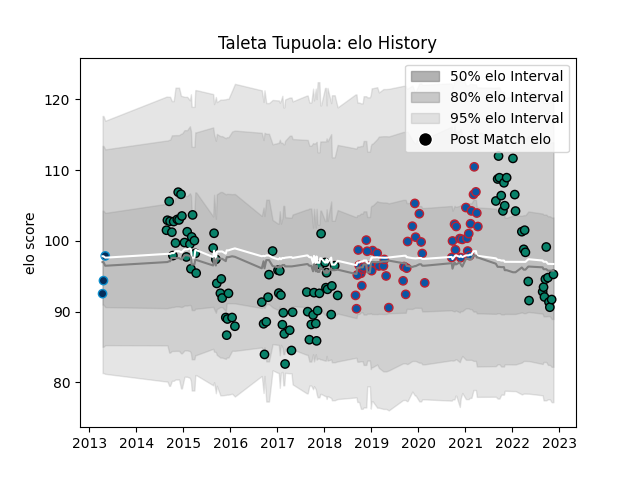 Taleta Tupuola: elo History
50% elo Interval
80% elo Interval
95% elo Interval
Post Match elo
elo score
120
110
100
90
80
2013 2014 2015 2016 2017 2018 2019 2020 2021 2022 2023